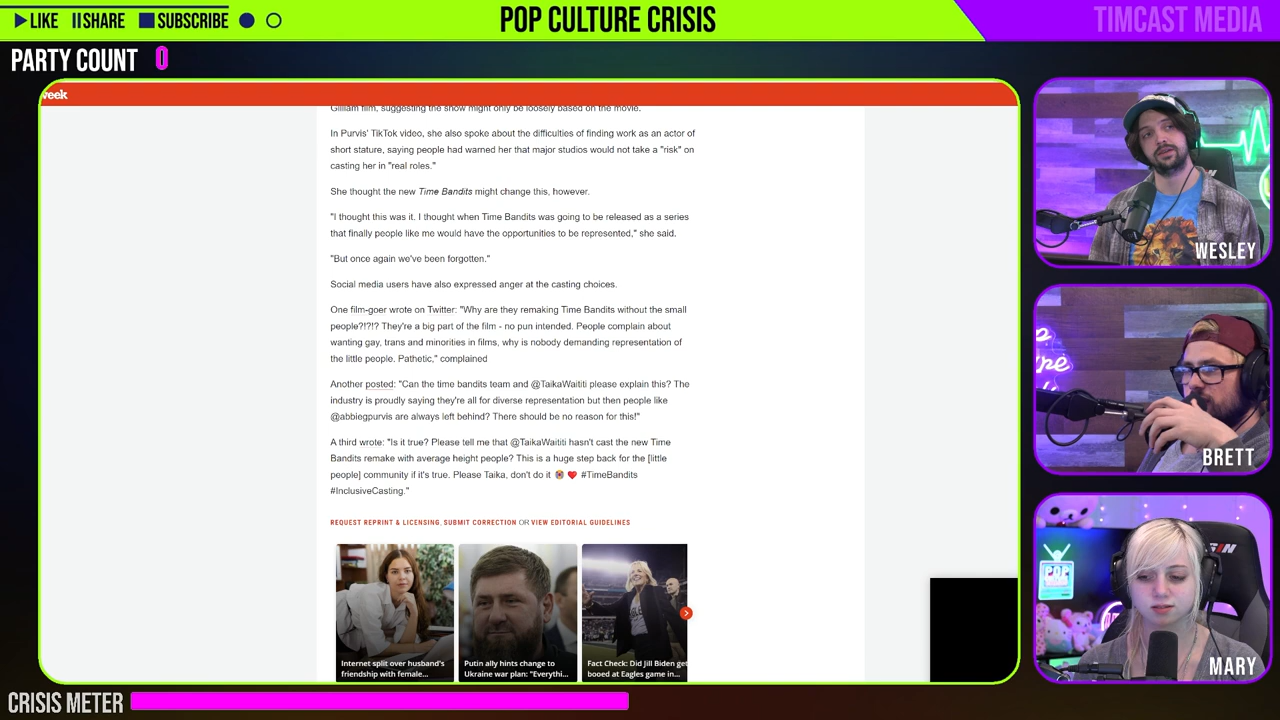 LIKE SHARE SUBSCRIBE
POP CULTURE CRISIS
TIMCAST MEDIA
PARTY COUNT 0
week
Gilliam film, suggesting the show might only be loosely based on the movie.
In Purvis' TikTok video, she also spoke about the difficulties of finding work as an actor of
short stature, saying people had warned her that major studios would not take a "risk" on
casting her in "real roles."
She thought the new Time Bandits might change this, however.
"I thought this was it. I thought when Time Bandits was going to be released as a series
that finally people like me would have the opportunities to be represented," she said.
"But once again we've been forgotten."
Social media users have also expressed anger at the casting choices.
One film-goer wrote on Twitter: "Why are they remaking Time Bandits without the small
people?!?!? They're a big part of the film - no pun intended. People complain about
wanting gay, trans and minorities in films, why is nobody demanding representation of
the little people. Pathetic," complained
Another posted: "Can the time bandits team and @TaikaWaititi please explain this? The
industry is proudly saying they're all for diverse representation but then people like
@abbiegpurvis are always left behind? There should be no reason for this!"
A third wrote: "Is it true? Please tell me that @TaikaWaititi hasn't cast the new Time
Bandits remake with average height people? This is a huge step back for the [little
people] community if it's true. Please Taika, don't do it 🙈 ❤️ #TimeBandits
#InclusiveCasting."
REQUEST REPRINT & LICENSING, SUBMIT CORRECTION OR VIEW EDITORIAL GUIDELINES
Internet split over husband's
friendship with female...
Putin ally hints change to
Ukraine war plan: "Everythi...
Fact Check: Did Jill Biden get
booed at Eagles game in...
WESLEY
BRETT
MARY
CRISIS METER